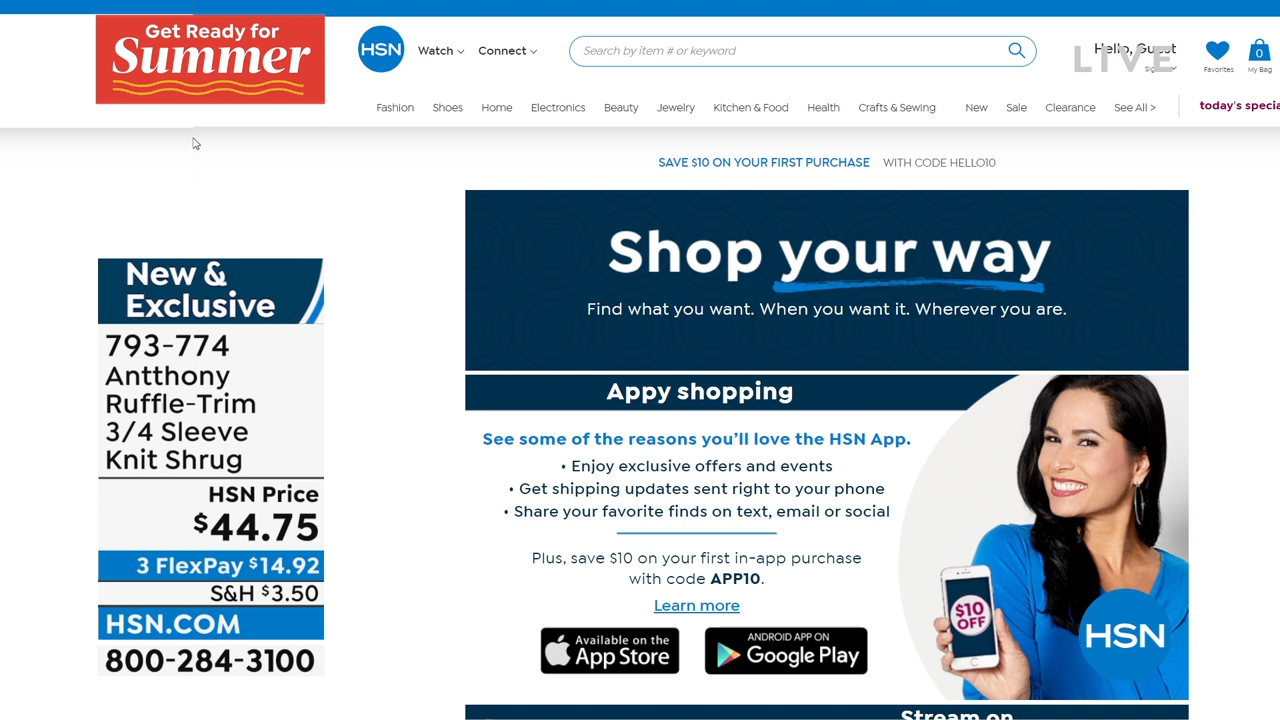 Get Ready for
Summer
HSN
Watch
Connect
Search by item # or keyword
Hello, Guest
LIVE
Favorites
0
My Bag
Fashion
Shoes
Home
Electronics
Beauty
Jewelry
Kitchen & Food
Health
Crafts & Sewing
New
Sale
Clearance
See All >
today's specia
SAVE $10 ON YOUR FIRST PURCHASE WITH CODE HELLO10
Shop your way
Find what you want. When you want it. Wherever you are.
New &
Exclusive
793-774
Antthony
Ruffle-Trim
3/4 Sleeve
Knit Shrug
HSN Price
$44.75
3 FlexPay $14.92
S&H $3.50
HSN.COM
800-284-3100
Appy shopping
See some of the reasons you'll love the HSN App.
• Enjoy exclusive offers and events
• Get shipping updates sent right to your phone
• Share your favorite finds on text, email or social
Plus, save $10 on your first in-app purchase
with code APP10.
Learn more
Available on the
App Store
ANDROID APP ON
Google Play
$10
OFF
HSN
Stream on